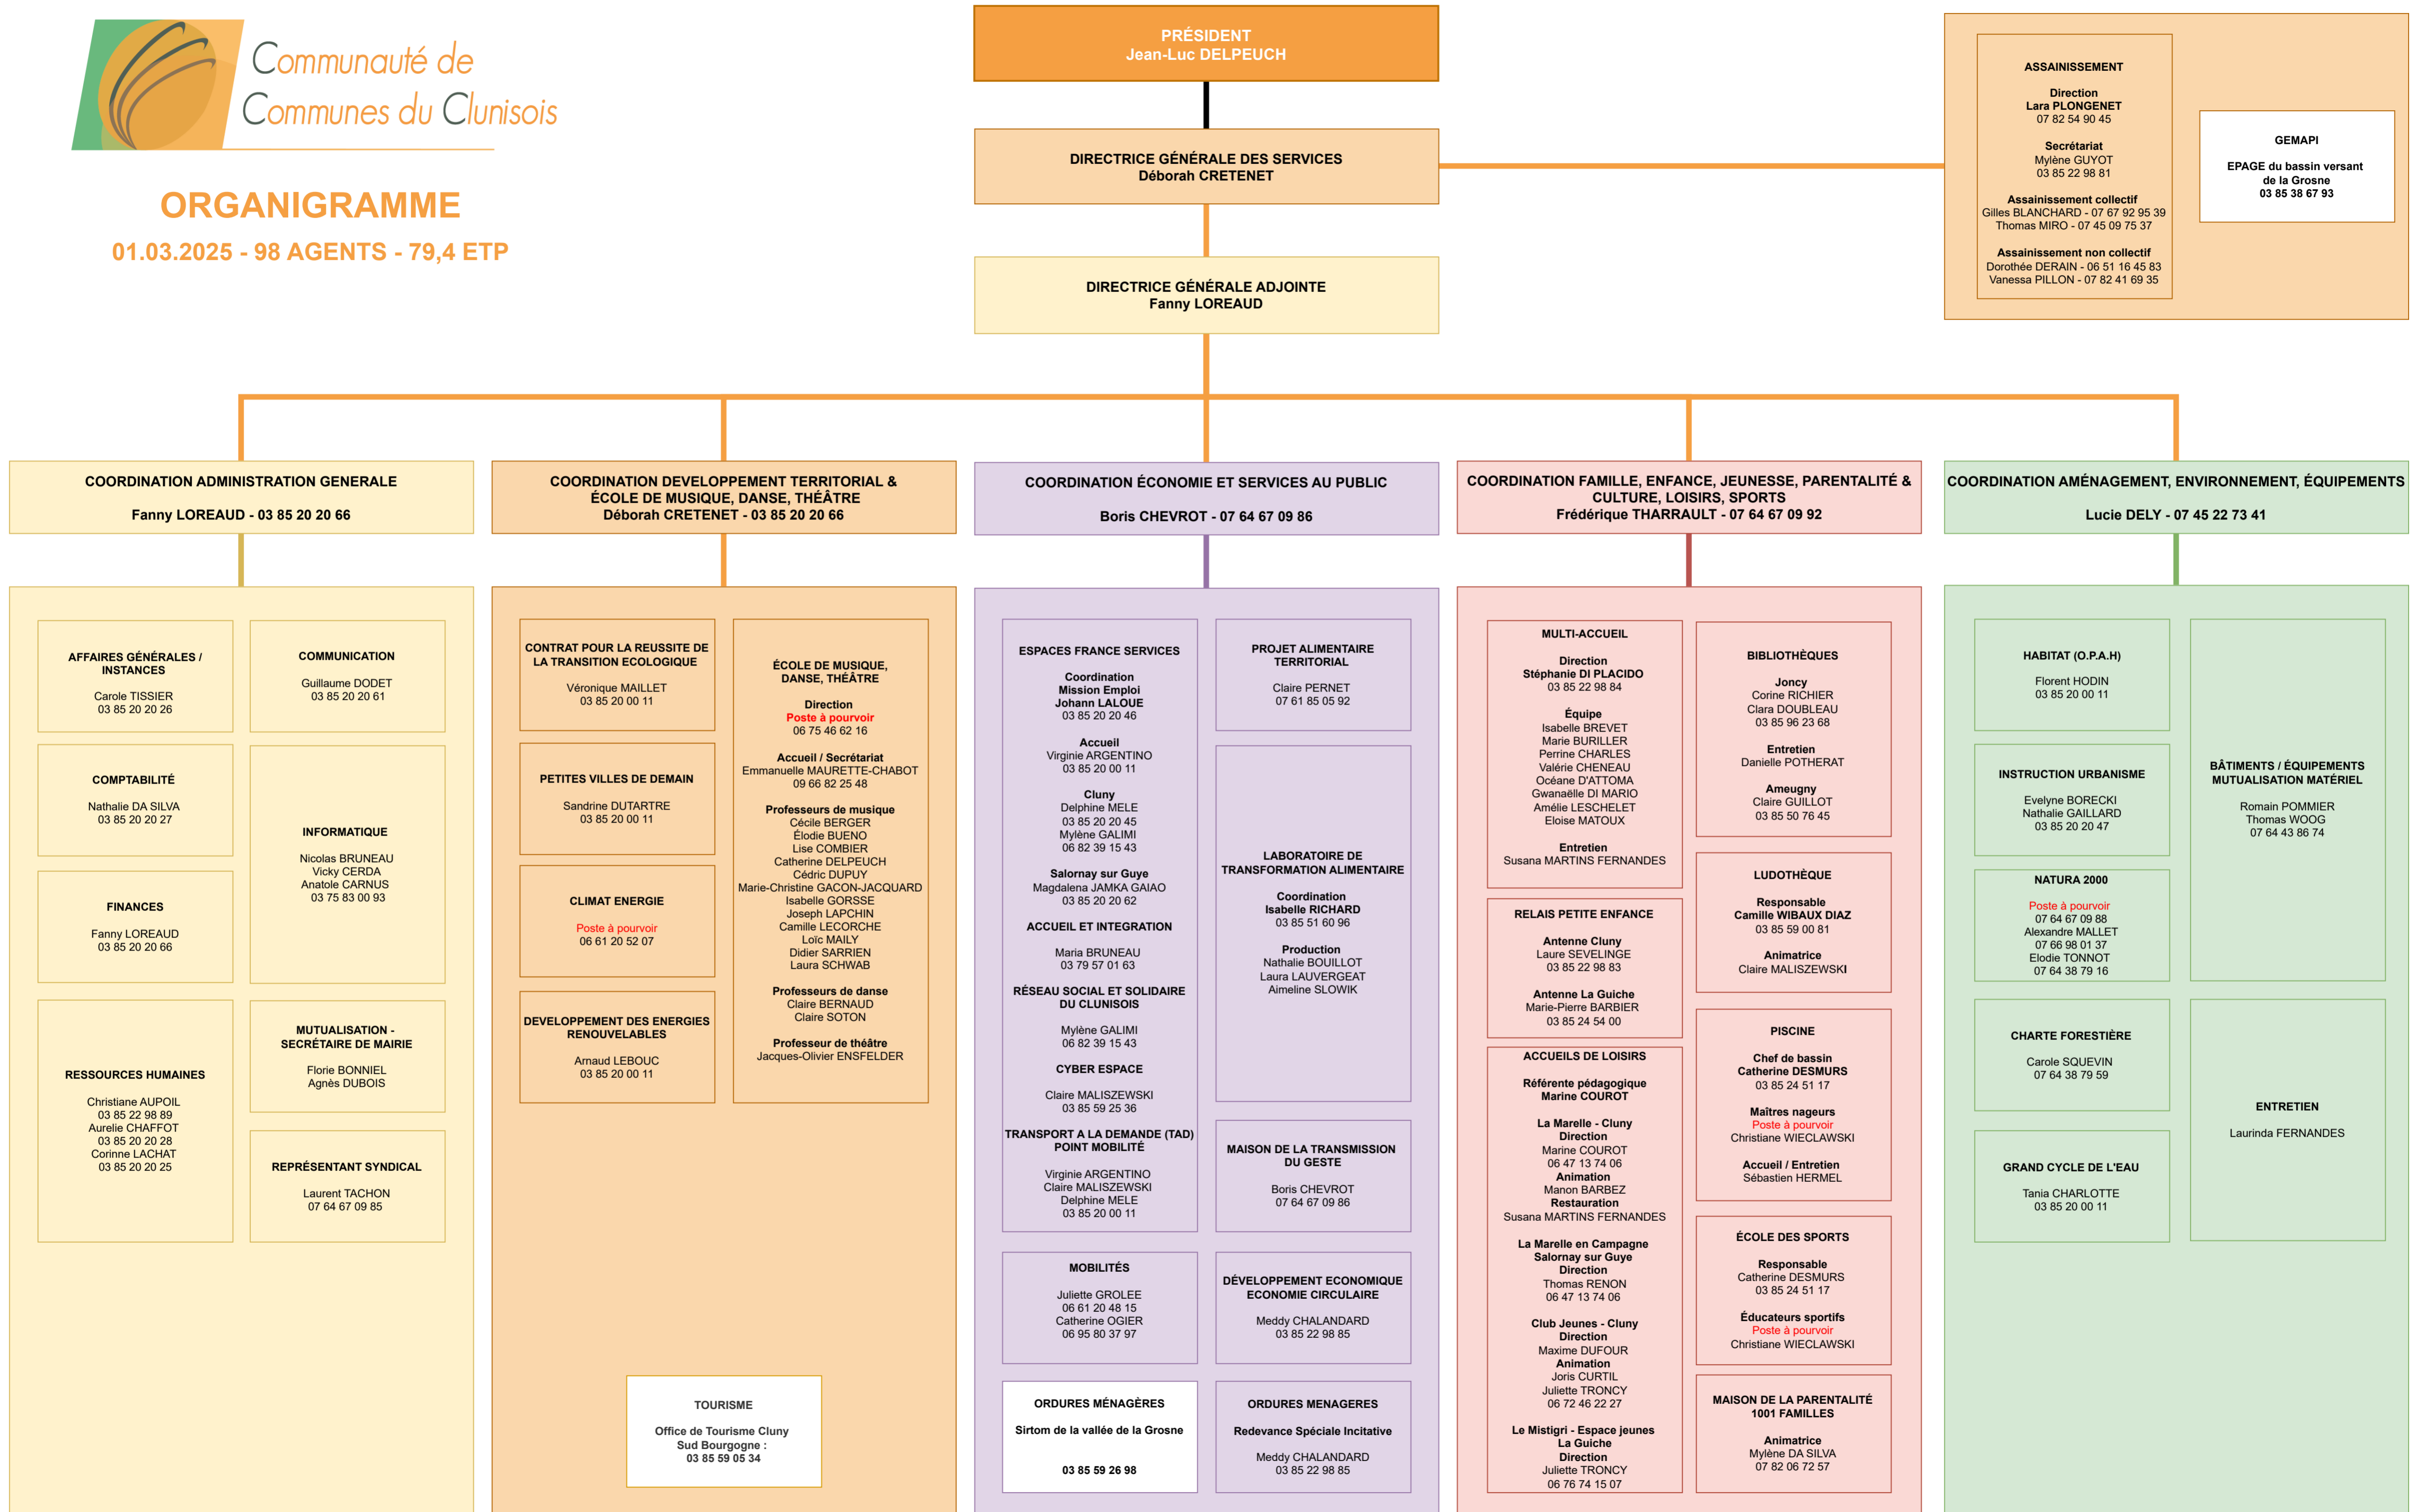 Communauté de
Communes du Clunisois
ORGANIGRAMME
01.03.2025 - 98 AGENTS - 79,4 ETP
PRÉSIDENT
Jean-Luc DELPEUCH
DIRECTRICE GÉNÉRALE DES SERVICES
Déborah CRETENET
DIRECTRICE GÉNÉRALE ADJOINTE
Fanny LOREAUD
ASSAINISSEMENT
Direction
Lara PLONGENET
07 82 54 90 45
Secrétariat
Mylène GUYOT
03 85 22 98 81
Assainissement collectif
Gilles BLANCHARD - 07 67 92 95 39
Thomas MIRO - 07 45 09 75 37
Assainissement non collectif
Dorothée DERAIN - 06 51 16 45 83
Vanessa PILLON - 07 82 41 69 35
GEMAPI
EPAGE du bassin versant
de la Grosne
03 85 38 67 93
COORDINATION ADMINISTRATION GENERALE
Fanny LOREAUD - 03 85 20 20 66
AFFAIRES GÉNÉRALES /
INSTANCES
Carole TISSIER
03 85 20 20 26
COMPTABILITÉ
Nathalie DA SILVA
03 85 20 20 27
FINANCES
Fanny LOREAUD
03 85 20 20 66
RESSOURCES HUMAINES
Christiane AUPOIL
03 85 22 98 89
Aurelie CHAFFOT
03 85 20 20 28
Corinne LACHAT
03 85 20 20 25
COMMUNICATION
Guillaume DODET
03 85 20 20 61
INFORMATIQUE
Nicolas BRUNEAU
Vicky CERDA
Anatole CARNUS
03 75 83 00 93
MUTUALISATION -
SECRÉTAIRE DE MAIRIE
Florie BONNIEL
Agnès DUBOIS
REPRÉSENTANT SYNDICAL
Laurent TACHON
07 64 67 09 85
COORDINATION DEVELOPPEMENT TERRITORIAL &
ÉCOLE DE MUSIQUE, DANSE, THÉÂTRE
Déborah CRETENET - 03 85 20 20 66
CONTRAT POUR LA REUSSITE DE
LA TRANSITION ECOLOGIQUE
Véronique MAILLET
03 85 20 00 11
PETITES VILLES DE DEMAIN
Sandrine DUTARTRE
03 85 20 00 11
CLIMAT ENERGIE
Poste à pourvoir
06 61 20 52 07
DEVELOPPEMENT DES ENERGIES
RENOUVELABLES
Arnaud LEBOUC
03 85 20 00 11
ÉCOLE DE MUSIQUE,
DANSE, THÉÂTRE
Direction
Poste à pourvoir
06 75 46 62 16
Accueil / Secrétariat
Emmanuelle MAURETTE-CHABOT
09 66 82 25 48
Professeurs de musique
Cécile BERGER
Élodie BUENO
Lise COMBIER
Catherine DELPEUCH
Cédric DUPUY
Marie-Christine GACON-JACQUARD
Isabelle GORSSE
Joseph LAPCHIN
Camille LECORCHE
Loïc MAILY
Didier SARRIEN
Laura SCHWAB
Professeurs de danse
Claire BERNAUD
Claire SOTON
Professeur de théâtre
Jacques-Olivier ENSFELDER
TOURISME
Office de Tourisme Cluny
Sud Bourgogne :
03 85 59 05 34
COORDINATION ÉCONOMIE ET SERVICES AU PUBLIC
Boris CHEVROT - 07 64 67 09 86
ESPACES FRANCE SERVICES
Coordination
Mission Emploi
Johann LALOUE
03 85 20 20 46
Accueil
Virginie ARGENTINO
03 85 20 00 11
Cluny
Delphine MELE
03 85 20 20 45
Mylène GALIMI
06 82 39 15 43
Salornay sur Guye
Magdalena JAMKA GAIAO
03 85 20 20 62
ACCUEIL ET INTEGRATION
Maria BRUNEAU
03 79 57 01 63
RÉSEAU SOCIAL ET SOLIDAIRE
DU CLUNISOIS
Mylène GALIMI
06 82 39 15 43
CYBER ESPACE
Claire MALISZEWSKI
03 85 59 25 36
TRANSPORT A LA DEMANDE (TAD)
POINT MOBILITÉ
Virginie ARGENTINO
Claire MALISZEWSKI
Delphine MELE
03 85 20 00 11
MOBILITÉS
Juliette GROLEE
06 61 20 48 15
Catherine OGIER
06 95 80 37 97
ORDURES MÉNAGÈRES
Sirtom de la vallée de la Grosne
03 85 59 26 98
PROJET ALIMENTAIRE
TERRITORIAL
Claire PERNET
07 61 85 05 92
LABORATOIRE DE
TRANSFORMATION ALIMENTAIRE
Coordination
Isabelle RICHARD
03 85 51 60 96
Production
Nathalie BOUILLOT
Laura LAUVERGEAT
Aimeline SLOWIK
MAISON DE LA TRANSMISSION
DU GESTE
Boris CHEVROT
07 64 67 09 86
DÉVELOPPEMENT ECONOMIQUE
ECONOMIE CIRCULAIRE
Meddy CHALANDARD
03 85 22 98 85
ORDURES MENAGERES
Redevance Spéciale Incitative
Meddy CHALANDARD
03 85 22 98 85
COORDINATION FAMILLE, ENFANCE, JEUNESSE, PARENTALITÉ &
CULTURE, LOISIRS, SPORTS
Frédérique THARRAULT - 07 64 67 09 92
MULTI-ACCUEIL
Direction
Stéphanie DI PLACIDO
03 85 22 98 84
Équipe
Isabelle BREVET
Marie BURILLER
Perrine CHARLES
Valérie CHENEAU
Océane D'ATTOMA
Gwanaëlle DI MARIO
Amélie LESCHELET
Eloise MATOUX
Entretien
Susana MARTINS FERNANDES
RELAIS PETITE ENFANCE
Antenne Cluny
Laure SEVELINGE
03 85 22 98 83
Antenne La Guiche
Marie-Pierre BARBIER
03 85 24 54 00
ACCUEILS DE LOISIRS
Référente pédagogique
Marine COUROT
La Marelle - Cluny
Direction
Marine COUROT
06 47 13 74 06
Animation
Manon BARBEZ
Restauration
Susana MARTINS FERNANDES
La Marelle en Campagne
Salornay sur Guye
Direction
Thomas RENON
06 47 13 74 06
Club Jeunes - Cluny
Direction
Maxime DUFOUR
Animation
Joris CURTIL
Juliette TRONCY
06 72 46 22 27
Le Mistigri - Espace jeunes
La Guiche
Direction
Juliette TRONCY
06 76 74 15 07
BIBLIOTHÈQUES
Joncy
Corine RICHIER
Clara DOUBLEAU
03 85 96 23 68
Entretien
Danielle POTHERAT
Ameugny
Claire GUILLOT
03 85 50 76 45
LUDOTHÈQUE
Responsable
Camille WIBAUX DIAZ
03 85 59 00 81
Animatrice
Claire MALISZEWSKI
PISCINE
Chef de bassin
Catherine DESMURS
03 85 24 51 17
Maîtres nageurs
Poste à pourvoir
Christiane WIECLAWSKI
Accueil / Entretien
Sébastien HERMEL
ÉCOLE DES SPORTS
Responsable
Catherine DESMURS
03 85 24 51 17
Éducateurs sportifs
Poste à pourvoir
Christiane WIECLAWSKI
MAISON DE LA PARENTALITÉ
1001 FAMILLES
Animatrice
Mylène DA SILVA
07 82 06 72 57
COORDINATION AMÉNAGEMENT, ENVIRONNEMENT, ÉQUIPEMENTS
Lucie DELY - 07 45 22 73 41
HABITAT (O.P.A.H)
Florent HODIN
03 85 20 00 11
INSTRUCTION URBANISME
Evelyne BORECKI
Nathalie GAILLARD
03 85 20 20 47
NATURA 2000
Poste à pourvoir
07 64 67 09 88
Alexandre MALLET
07 66 98 01 37
Elodie TONNOT
07 64 38 79 16
CHARTE FORESTIÈRE
Carole SQUEVIN
07 64 38 79 59
GRAND CYCLE DE L'EAU
Tania CHARLOTTE
03 85 20 00 11
BÂTIMENTS / ÉQUIPEMENTS
MUTUALISATION MATÉRIEL
Romain POMMIER
Thomas WOOG
07 64 43 86 74
ENTRETIEN
Laurinda FERNANDES